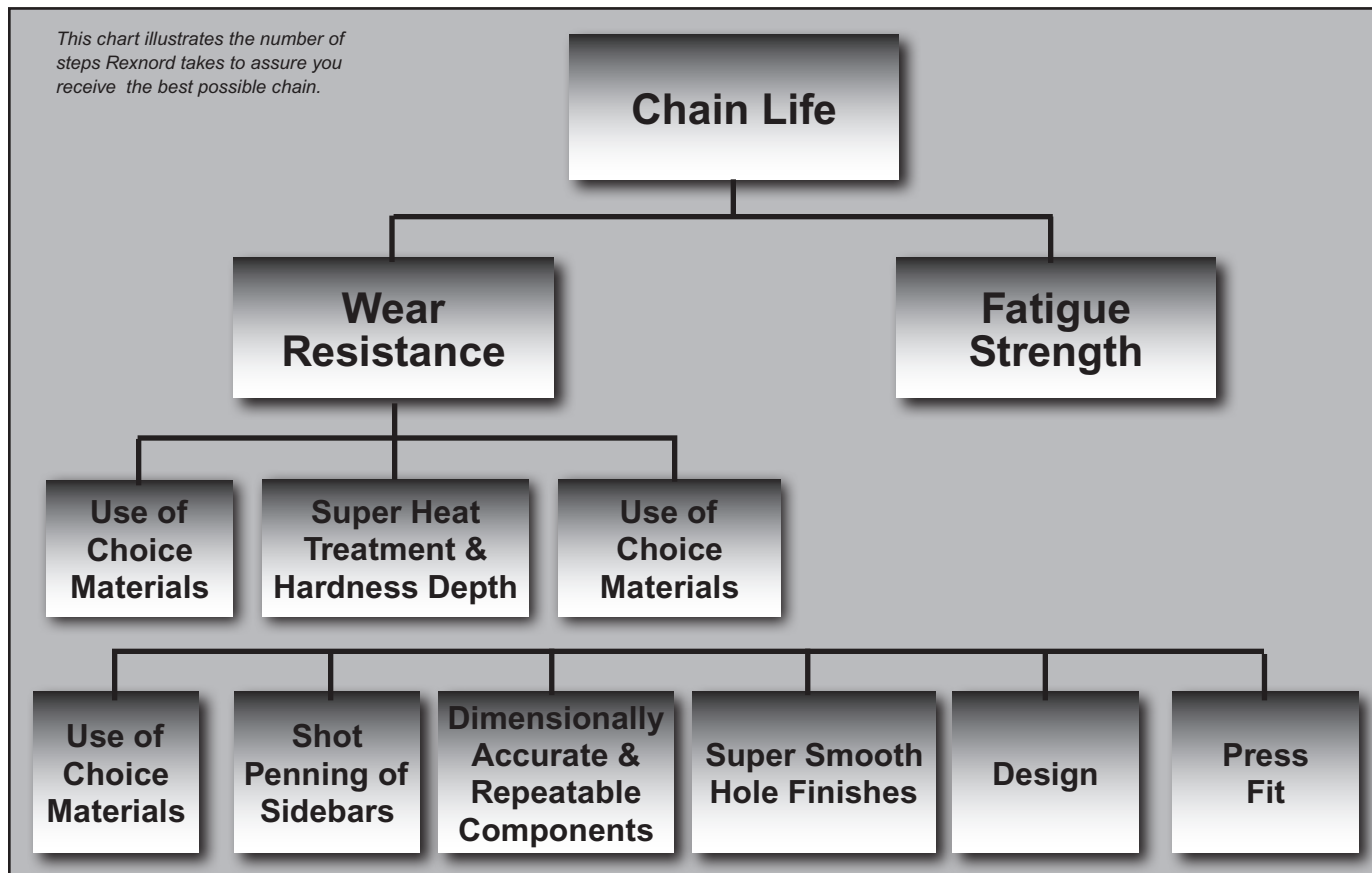 This chart illustrates the number of
steps Rexnord takes to assure you
receive the best possible chain.
Chain Life
Wear
Resistance
Fatigue
Strength
Use of
Choice
Materials
Super Heat
Treatment &
Hardness Depth
Use of
Choice
Materials
Use of
Choice
Materials
Shot
Penning of
Sidebars
Dimensionally
Accurate &
Repeatable
Components
Super Smooth
Hole Finishes
Design
Press
Fit